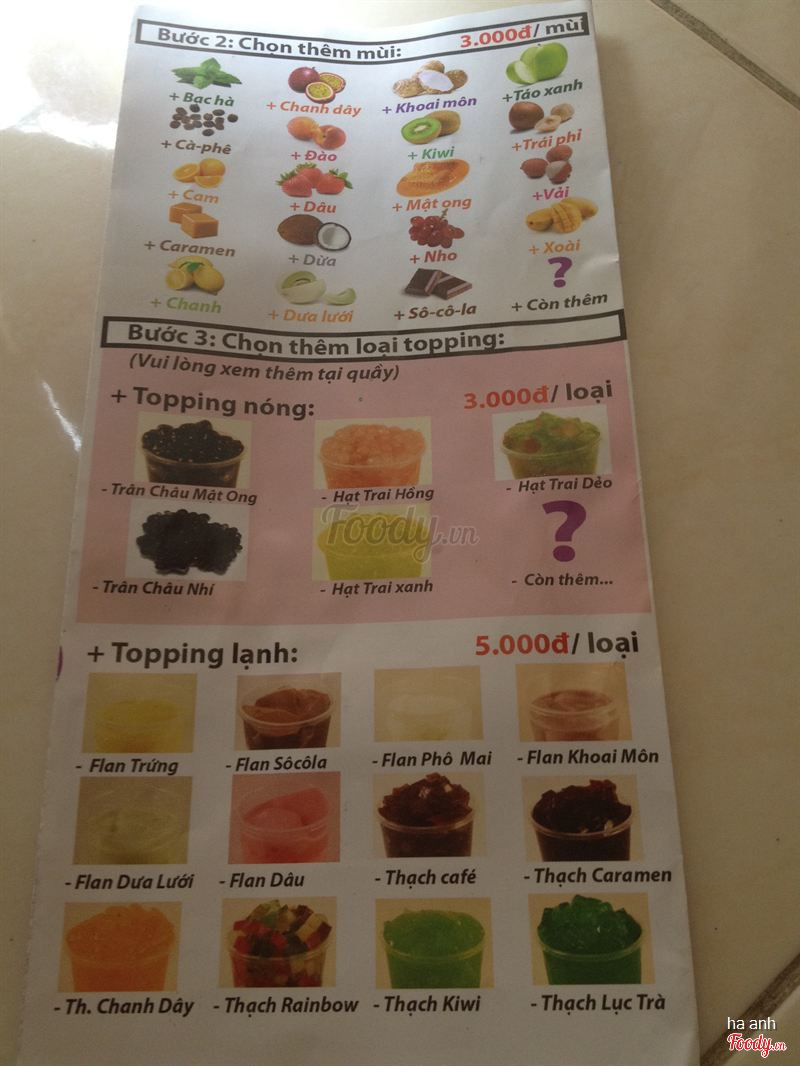 Bước 2: Chọn thêm mùi: 3.000đ/ mùi
+ Bạc hà + Chanh dây + Khoai môn +Táo xanh
+ Cà-phê + Đào + Kiwi +Trái phỉ
+ Cam + Dâu + Mật ong +Vải
+ Caramen + Dừa + Nho + Xoài
+ Chanh + Dưa lưới + Sô-cô-la ? + Còn thêm
Bước 3: Chọn thêm loại topping:
(Vui lòng xem thêm tại quầy)
+ Topping nóng: 3.000đ/ loại
- Trân Châu Mật Ong - Hạt Trai Hồng - Hạt Trai Dẻo
Foody.vn
?
- Trân Châu Nhí - Hạt Trai xanh - Còn thêm...
+ Topping lạnh: 5.000đ/ loại
- Flan Trứng - Flan Sôcôla - Flan Phô Mai - Flan Khoai Môn
- Flan Dưa Lưới - Flan Dâu - Thạch café - Thạch Caramen
- Th. Chanh Dây - Thạch Rainbow - Thạch Kiwi - Thạch Lục Trà
ha anh
Foody.vn